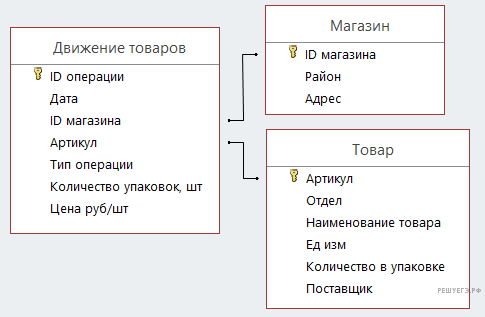 Движение товаров
ID операции
Дата
ID магазина
Артикул
Тип операции
Количество упаковок, шт
Цена руб/шт
Магазин
ID магазина
Район
Адрес
Товар
Артикул
Отдел
Наименование товара
Ед изм
Количество в упаковке
Поставщик
РЕШУЕГЭ.РФ